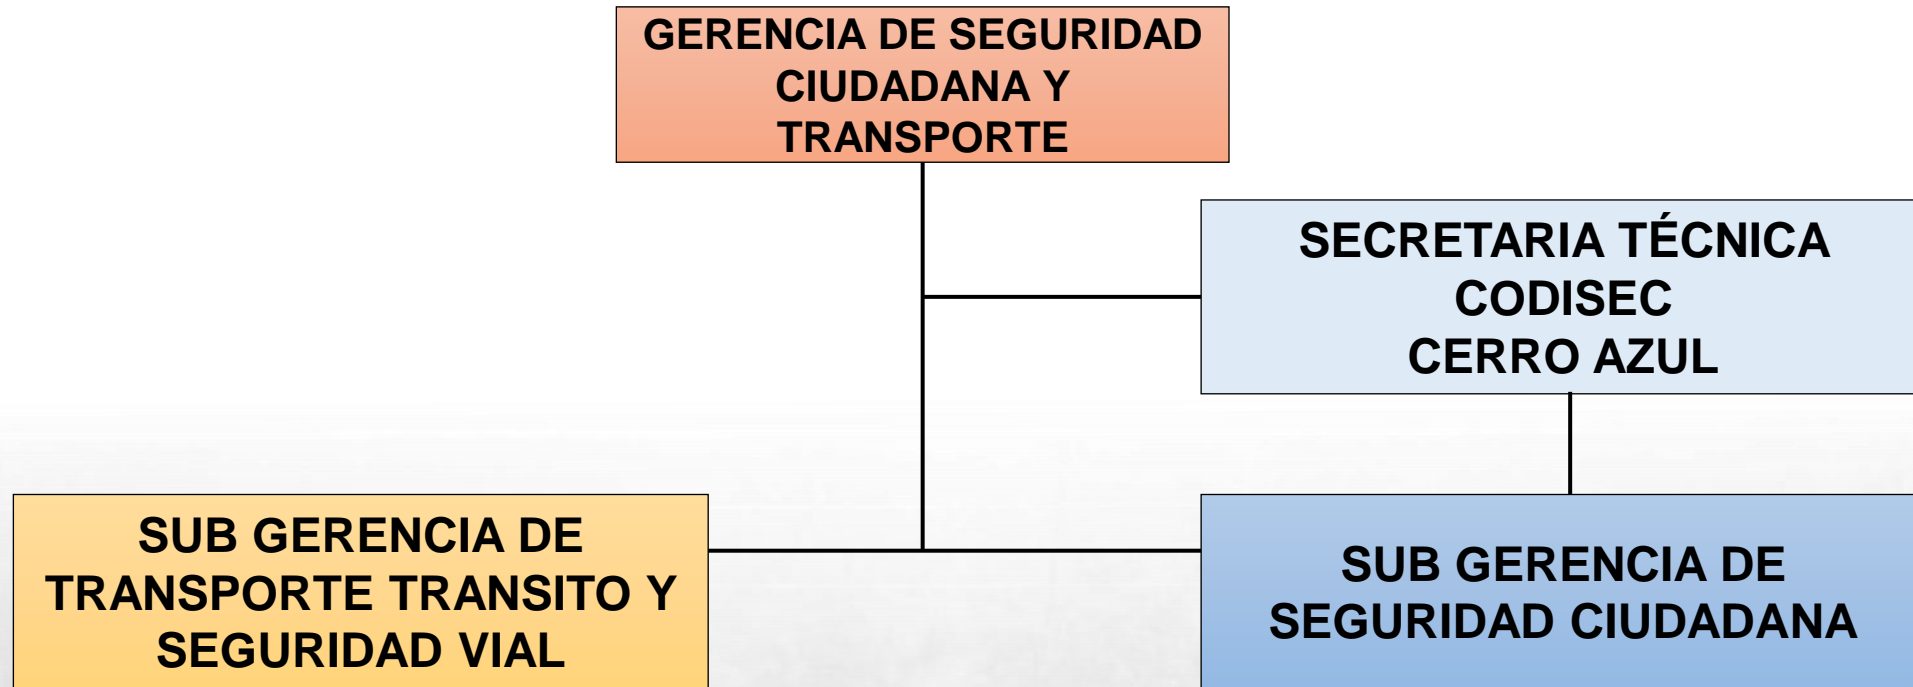 GERENCIA DE SEGURIDAD
CIUDADANA Y
TRANSPORTE
SECRETARIA TÉCNICA
CODISEC
CERRO AZUL
SUB GERENCIA DE
TRANSPORTE TRANSITO Y
SEGURIDAD VIAL
SUB GERENCIA DE
SEGURIDAD CIUDADANA